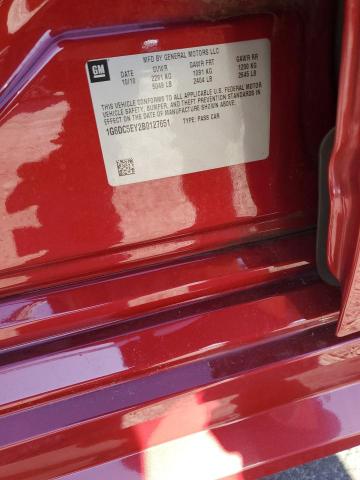 MFD BY GENERAL MOTORS LLC
GM
DATE GVWR GAWR FRT GAWR RR
10/10 2291 KG 1091 KG 1200 KG
5049 LB 2404 LB 2645 LB
THIS VEHICLE CONFORMS TO ALL APPLICABLE U.S. FEDERAL MOTOR
VEHICLE SAFETY, BUMPER, AND THEFT PREVENTION STANDARDS IN
EFFECT ON THE DATE OF MANUFACTURE SHOWN ABOVE.
1G6DC5EY2B0127651 TYPE: PASS CAR